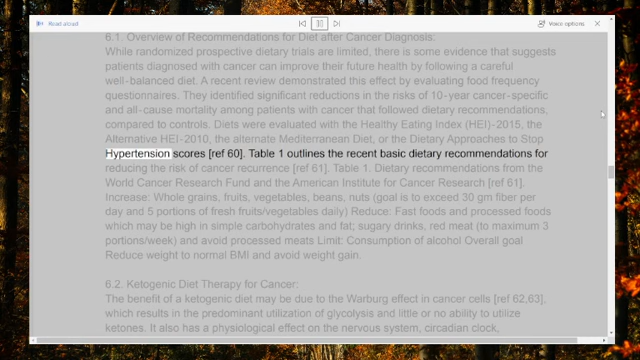 Read aloud
Voice options
6.1. Overview of Recommendations for Diet after Cancer Diagnosis:
While randomized prospective dietary trials are limited, there is some evidence that suggests
patients diagnosed with cancer can improve their future health by following a careful
well-balanced diet. A recent review demonstrated this effect by evaluating food frequency
questionnaires. They identified significant reductions in the risks of 10-year cancer-specific
and all-cause mortality among patients with cancer that followed dietary recommendations,
compared to controls. Diets were evaluated with the Healthy Eating Index (HEI)-2015, the
Alternative HEI-2010, the alternate Mediterranean Diet, or the Dietary Approaches to Stop
Hypertension scores [ref 60]. Table 1 outlines the recent basic dietary recommendations for
reducing the risk of cancer recurrence [ref 61]. Table 1. Dietary recommendations from the
World Cancer Research Fund and the American Institute for Cancer Research [ref 61].
Increase: Whole grains, fruits, vegetables, beans, nuts (goal is to exceed 30 gm fiber per
day and 5 portions of fresh fruits/vegetables daily) Reduce: Fast foods and processed foods
which may be high in simple carbohydrates and fat; sugary drinks, red meat (to maximum 3
portions/week) and avoid processed meats Limit: Consumption of alcohol Overall goal
Reduce weight to normal BMI and avoid weight gain.
6.2. Ketogenic Diet Therapy for Cancer:
The benefit of a ketogenic diet may be due to the Warburg effect in cancer cells [ref 62,63],
which results in the predominant utilization of glycolysis and little or no ability to utilize
ketones. It also has a physiological effect on the nervous system, circadian clock,